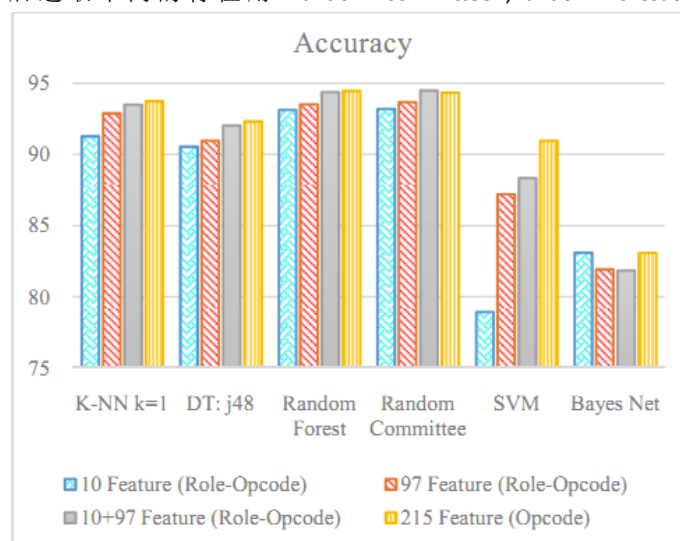 Accuracy
95
90
85
80
75
K-NN k=1 DT: j48 Random Forest Random Committee SVM Bayes Net
10 Feature (Role-Opcode) 97 Feature (Role-Opcode)
10+97 Feature (Role-Opcode) 215 Feature (Opcode)